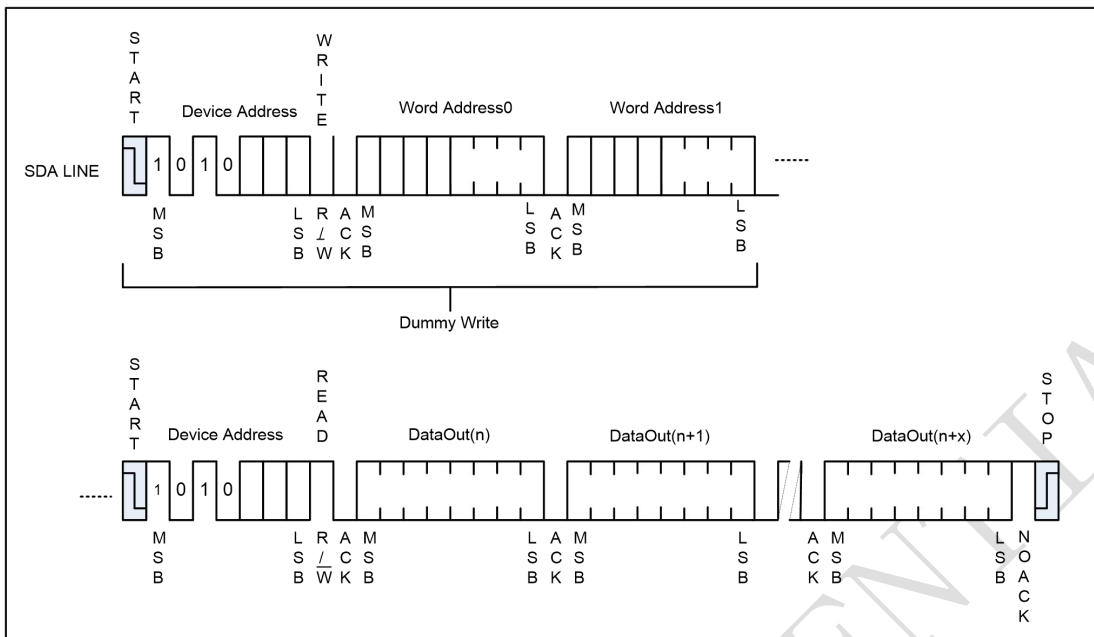 START
WRITE
Device Address
Word Address0
Word Address1
SDA LINE
1 0 1 0
MSB
LSB
R/W
ACK
MSB
LSB
ACK
MSB
LSB
Dummy Write
START
READ
STOP
Device Address
DataOut(n)
DataOut(n+1)
DataOut(n+x)
1 0 1 0
MSB
LSB
R/W
ACK
MSB
LSB
ACK
MSB
LSB
ACK
MSB
LSB
NOACK